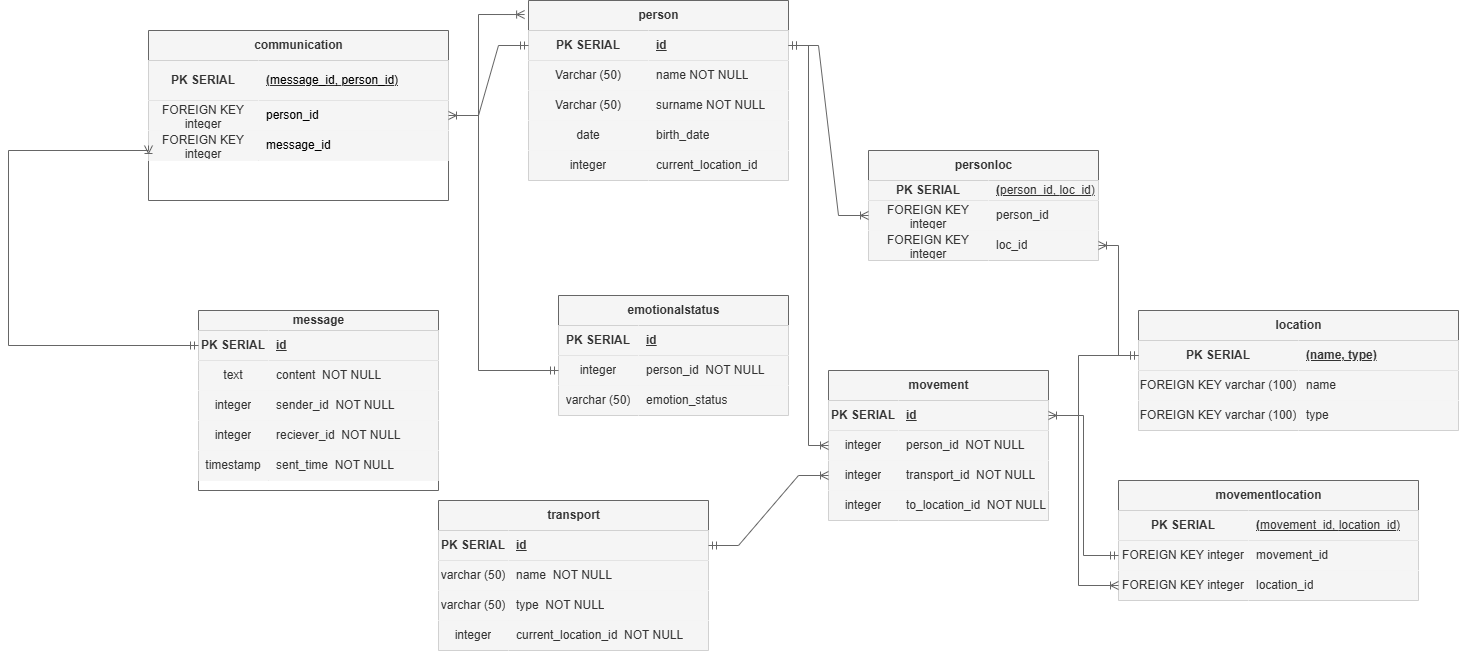 communication
PK SERIAL (message_id, person_id)
FOREIGN KEY
integer
person_id
FOREIGN KEY
integer
message_id
person
PK SERIAL id
Varchar (50) name NOT NULL
Varchar (50) surname NOT NULL
date birth_date
integer current_location_id
personloc
PK SERIAL (person_id, loc_id)
FOREIGN KEY
integer
person_id
FOREIGN KEY
integer
loc_id
message
PK SERIAL id
text content NOT NULL
integer sender_id NOT NULL
integer reciever_id NOT NULL
timestamp sent_time NOT NULL
emotionalstatus
PK SERIAL id
integer person_id NOT NULL
varchar (50) emotion_status
location
PK SERIAL (name, type)
FOREIGN KEY varchar (100) name
FOREIGN KEY varchar (100) type
movement
PK SERIAL id
integer person_id NOT NULL
integer transport_id NOT NULL
integer to_location_id NOT NULL
transport
PK SERIAL id
varchar (50) name NOT NULL
varchar (50) type NOT NULL
integer current_location_id NOT NULL
movementlocation
PK SERIAL (movement_id, location_id)
FOREIGN KEY integer movement_id
FOREIGN KEY integer location_id